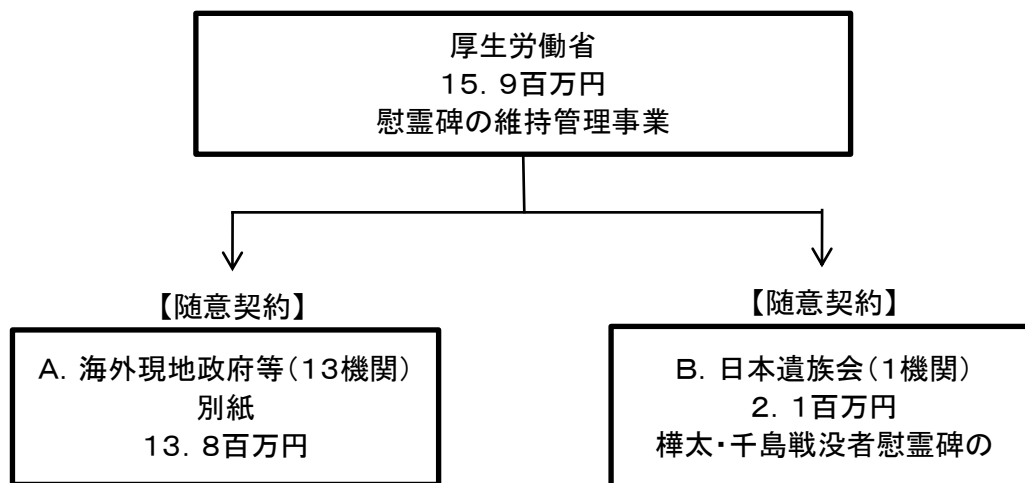 厚生労働省
15.9百万円
慰霊碑の維持管理事業
【随意契約】
【随意契約】
A.海外現地政府等(13機関)
別紙
13.8百万円
B.日本遺族会(1機関)
2.1百万円
樺太・千島戦没者慰霊碑の